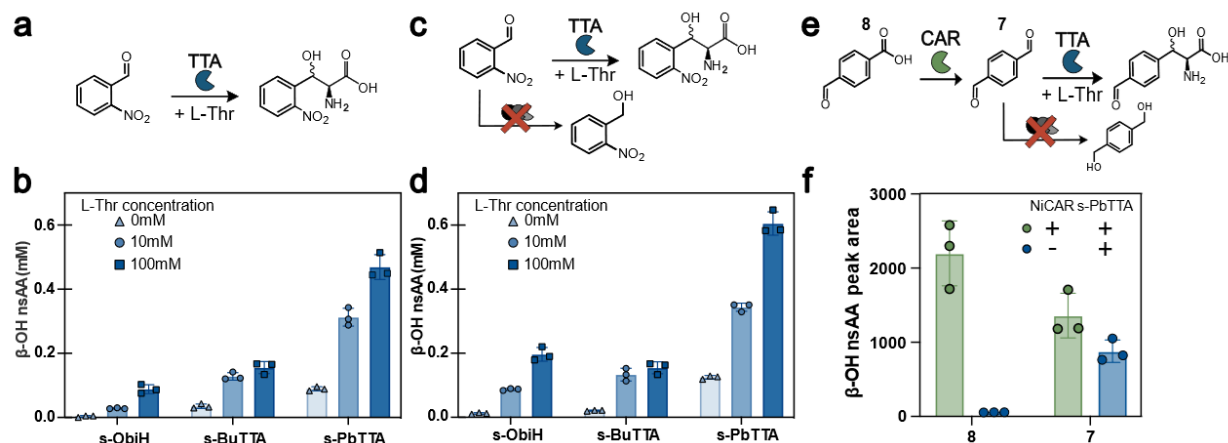 a
TTA
+ L-Thr
O
NO₂
OH
O
OH
NO₂
NH₂
c
TTA
+ L-Thr
O
NO₂
OH
O
OH
NH₂
NO₂
OH
NO₂
e
8
CAR
7
TTA
+ L-Thr
O
OH
O
O
O
OH
O
OH
NH₂
O
OH
HO
b
L-Thr concentration
0mM
10mM
100mM
β-OH nsAA(mM)
0.6
0.4
0.2
0.0
s-ObiH
s-BuTTA
s-PbTTA
d
L-Thr concentration
0mM
10mM
100mM
β-OH nsAA (mM)
0.6
0.4
0.2
0.0
s-ObiH
s-BuTTA
s-PbTTA
f
NiCAR s-PbTTA
+ +
- +
β-OH nsAA peak area
3000
2000
1000
0
8
7